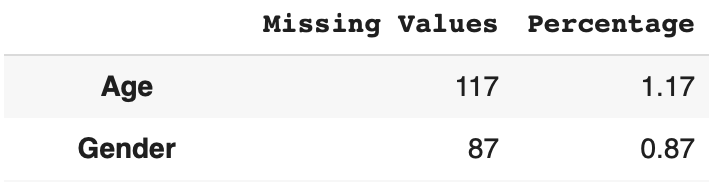 Missing Values Percentage
Age 117 1.17
Gender 87 0.87